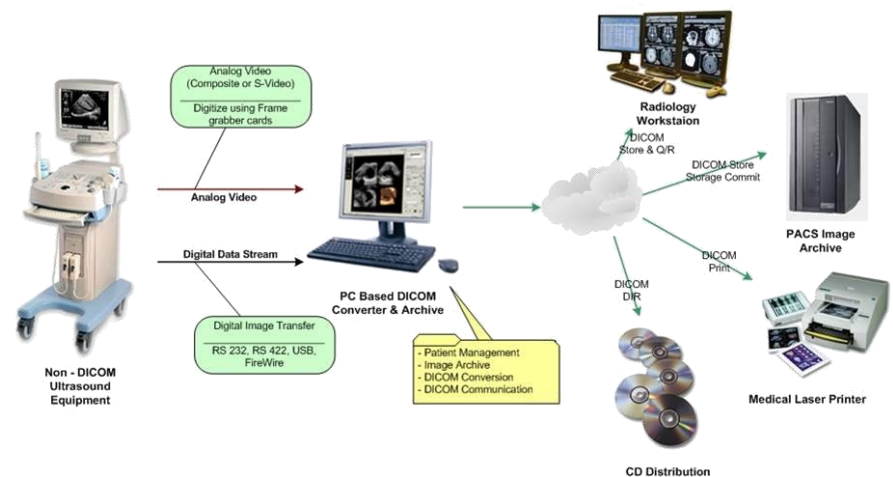 Analog Video
(Composite or S-Video)
Digitize using Frame
grabber cards
Analog Video
Digital Data Stream
Digital Image Transfer
RS 232, RS 422, USB,
FireWire
Non - DICOM
Ultrasound
Equipment
PC Based DICOM
Converter & Archive
- Patient Management
- Image Archive
- DICOM Conversion
- DICOM Communication
Radiology
Workstaion
DICOM
Store & Q/R
DICOM Store
Storage Commit
PACS Image
Archive
DICOM
Print
Medical Laser Printer
DICOM
DIR
CD Distribution